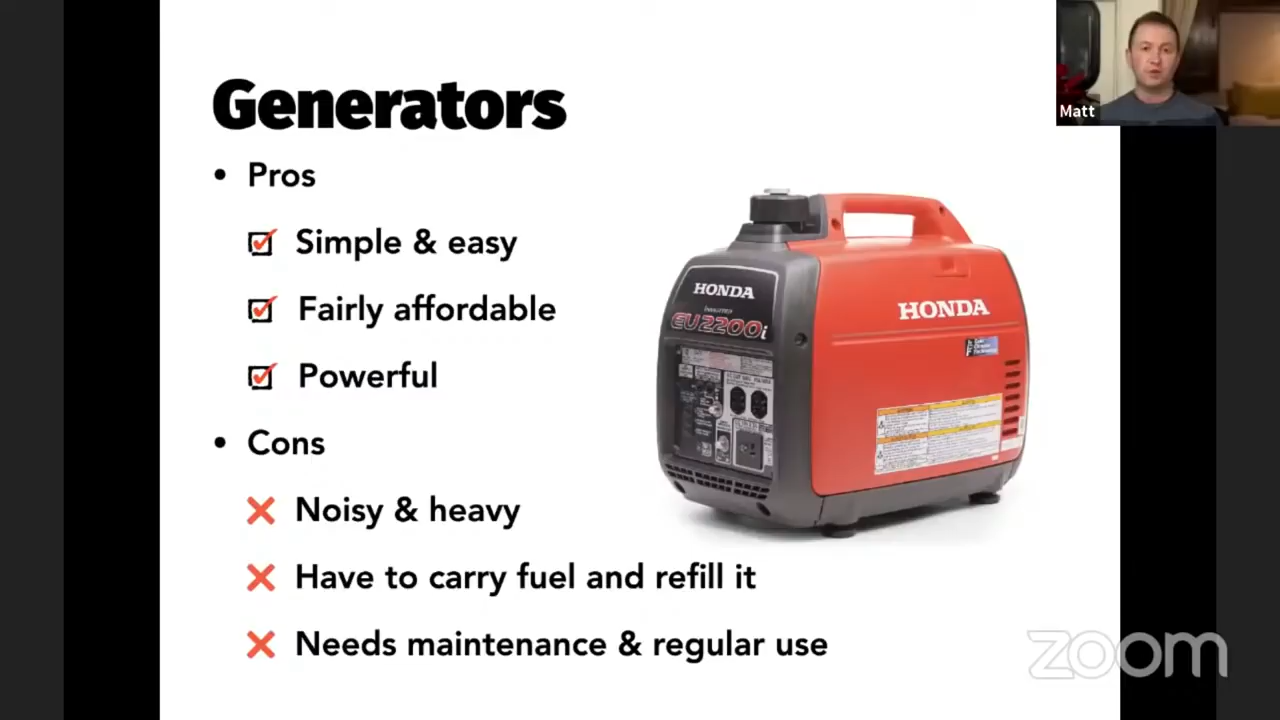 Generators
• Pros
Simple & easy
Fairly affordable
Powerful
• Cons
Noisy & heavy
Have to carry fuel and refill it
Needs maintenance & regular use
HONDA
EU2200i
HONDA
Matt
zoom